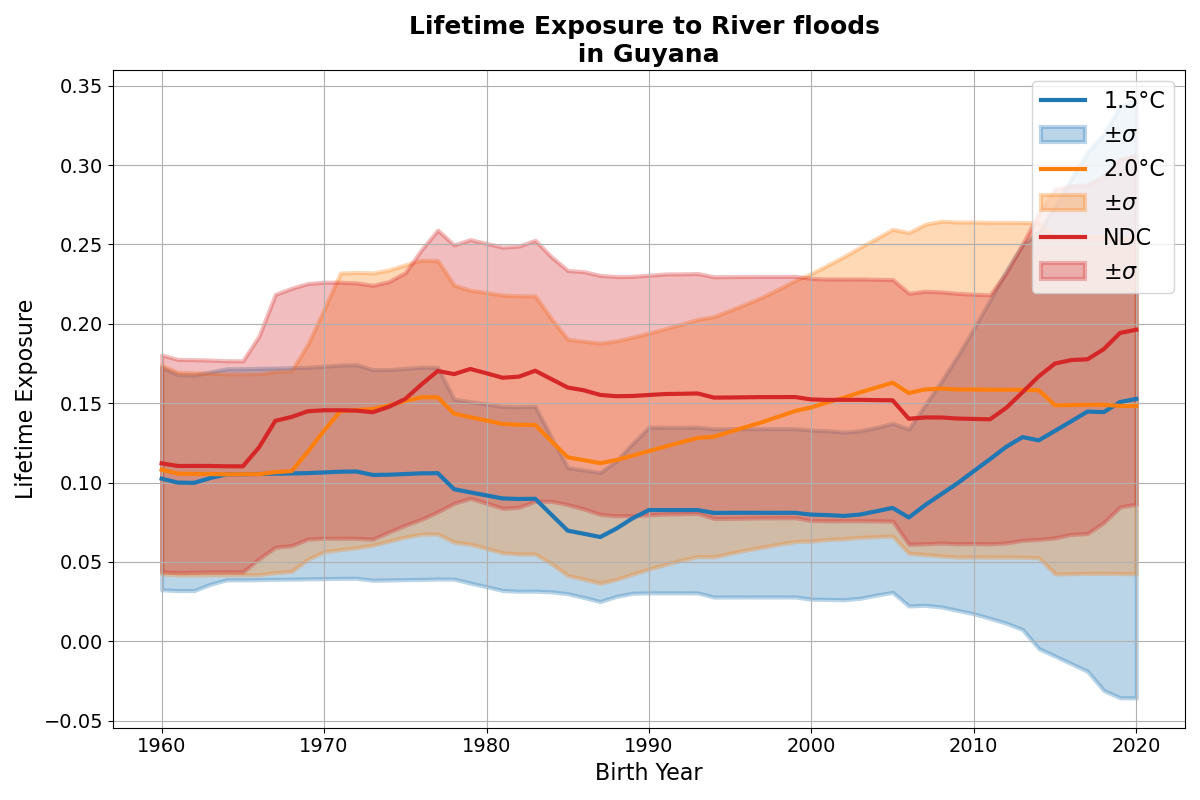 Lifetime Exposure to River floods
in Guyana
0.35
0.30
0.25
0.20
0.15
0.10
0.05
0.00
−0.05
Lifetime Exposure
1960
1970
1980
1990
2000
2010
2020
Birth Year
1.5°C
±σ
2.0°C
±σ
NDC
±σ